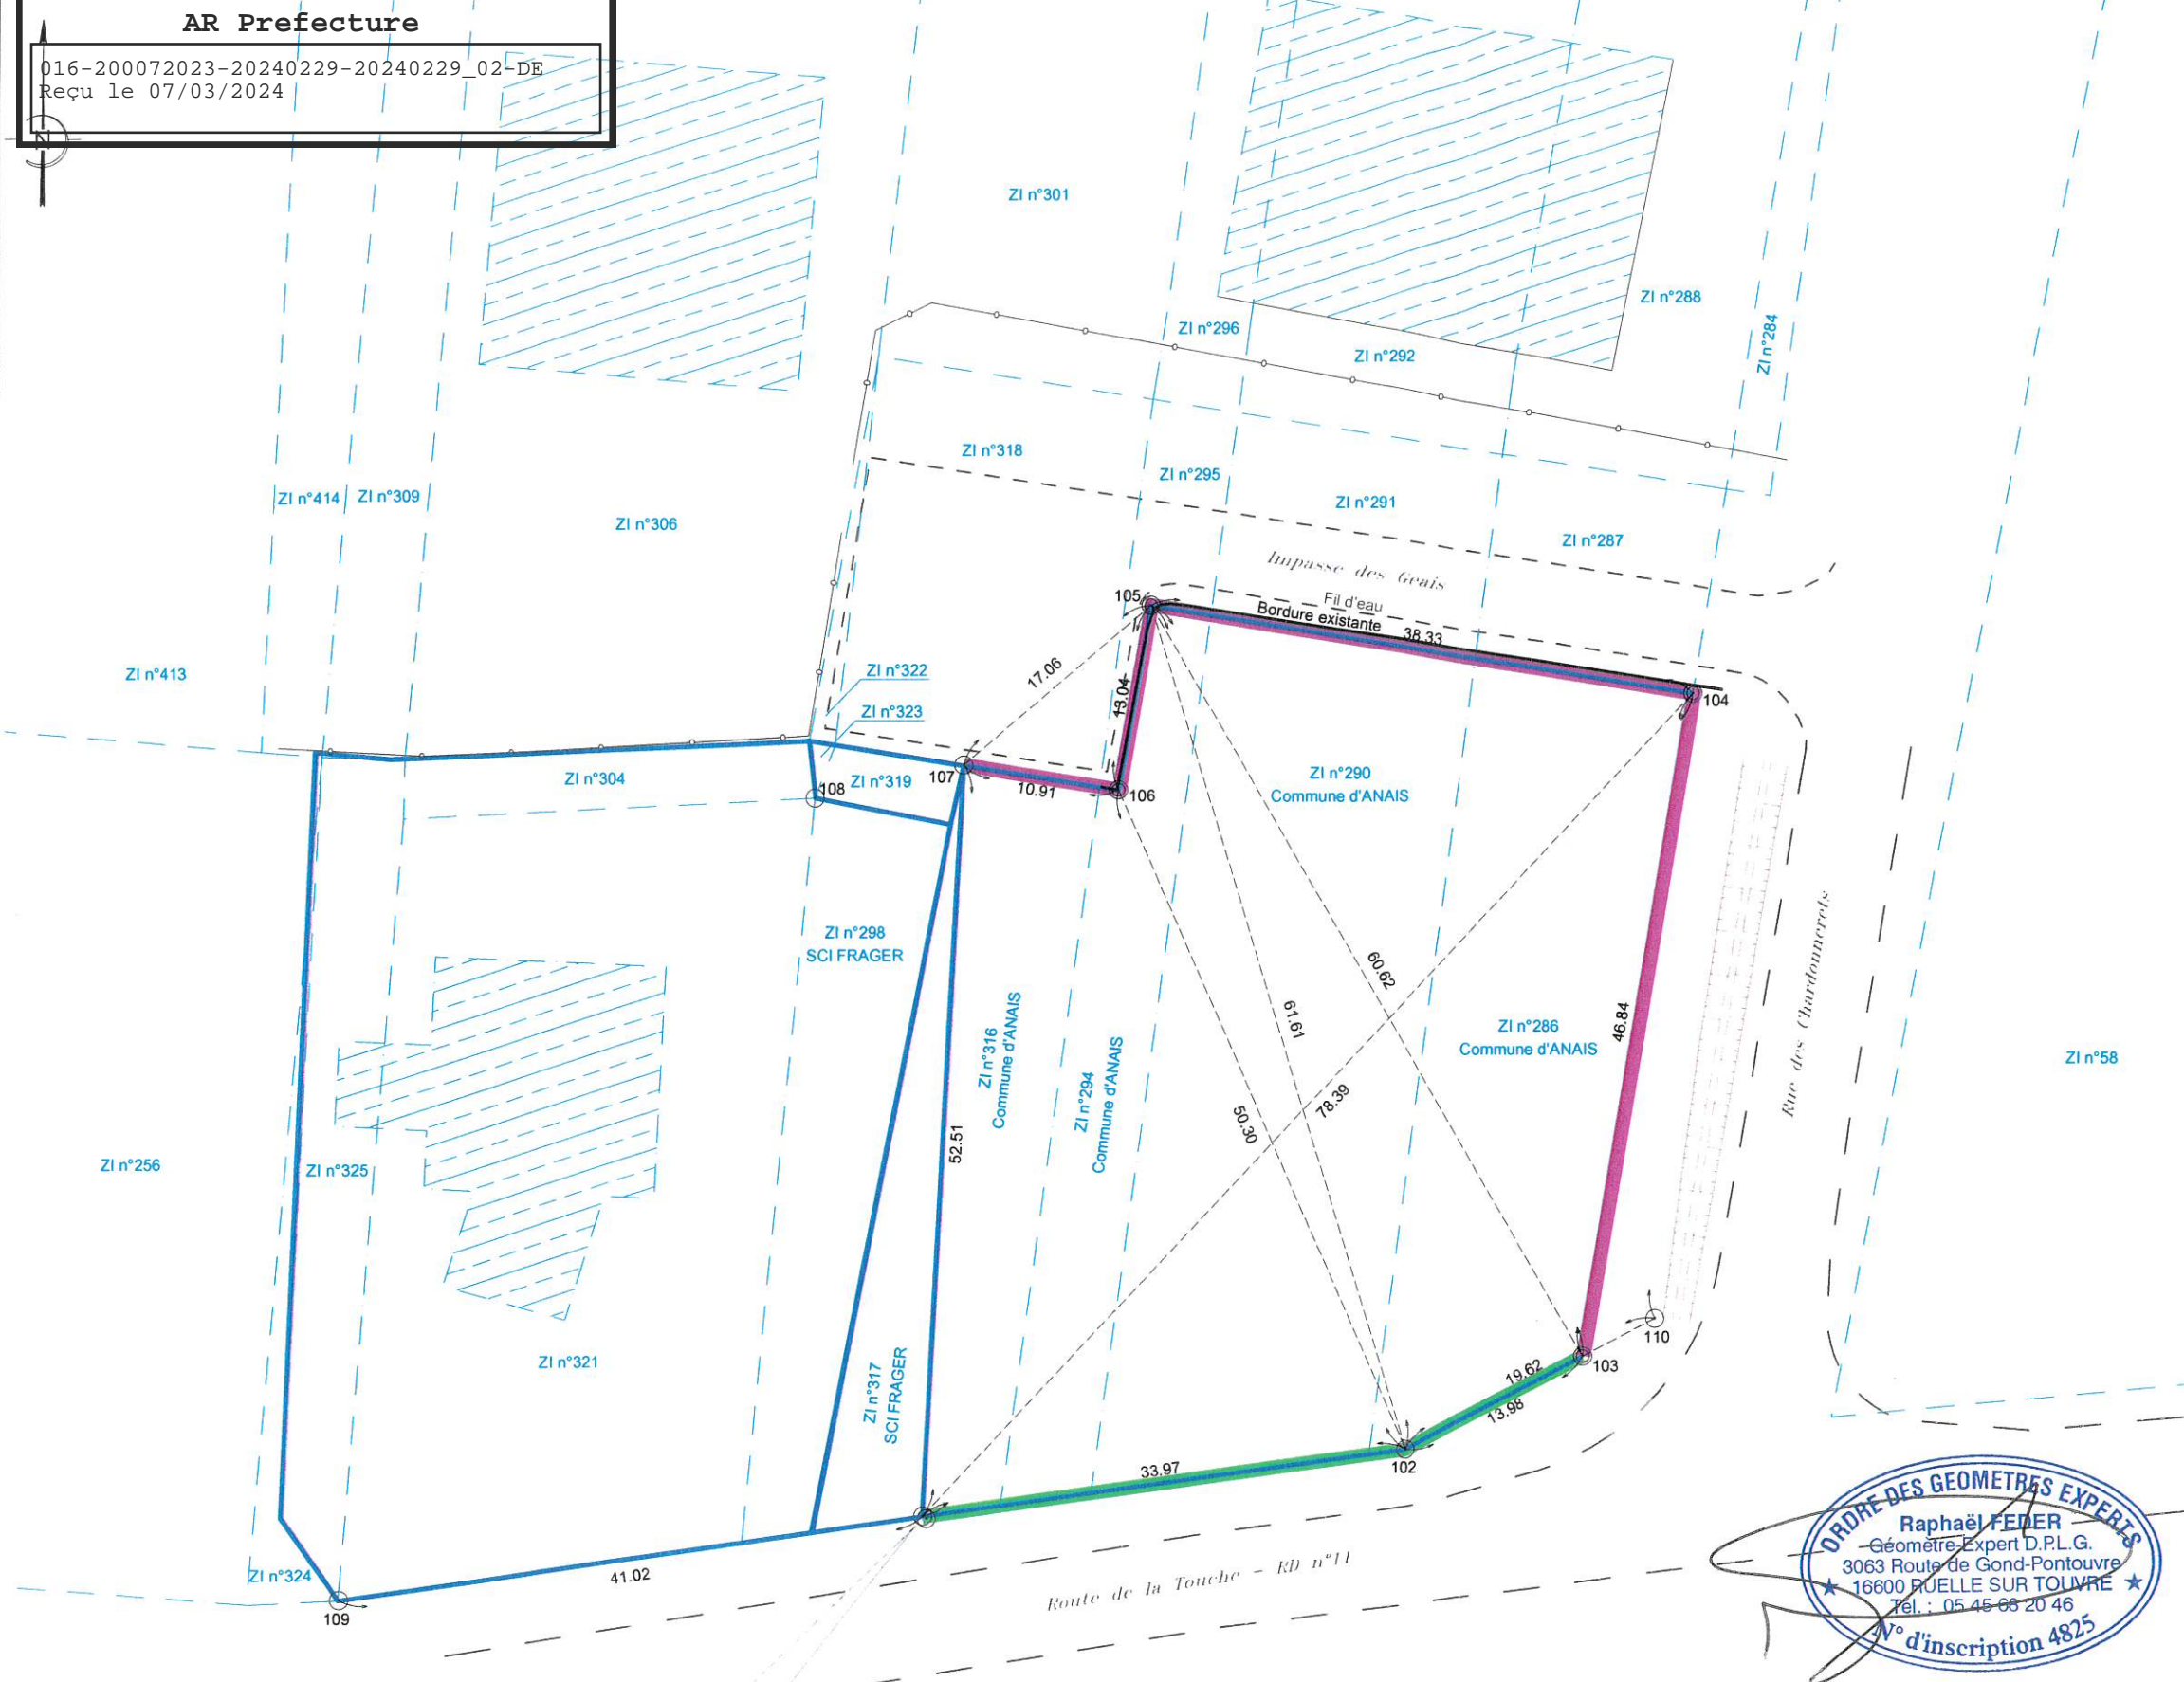 AR Prefecture
016-200072023-20240229-20240229_02-DE
Reçu le 07/03/2024
N
ZI n°301
ZI n°288
ZI n°284
ZI n°296
ZI n°292
ZI n°318
ZI n°295
ZI n°291
ZI n°287
ZI n°414
ZI n°309
ZI n°306
Impasse des Geais
Fil d'eau
Bordure existante
38.33
105
104
ZI n°413
ZI n°322
17.06
13.04
ZI n°323
ZI n°304
108
ZI n°319
107
10.91
106
ZI n°290
Commune d'ANAIS
ZI n°298
SCI FRAGER
60.62
61.61
46.84
Rue des Chardonnerets
ZI n°316
Commune d'ANAIS
ZI n°294
Commune d'ANAIS
ZI n°286
Commune d'ANAIS
ZI n°58
50.30
78.39
52.51
ZI n°256
ZI n°325
ZI n°321
ZI n°317
SCI FRAGER
110
103
19.62
13.98
102
33.97
ZI n°324
41.02
109
Route de la Touche - RD n°11
ORDRE DES GEOMETRES EXPERTS
Raphaël FEDER
Géomètre-Expert D.P.L.G.
3063 Route de Gond-Pontouvre
16600 RUELLE SUR TOUVRE
Tel. : 05 45 68 20 46
N° d'inscription 4825